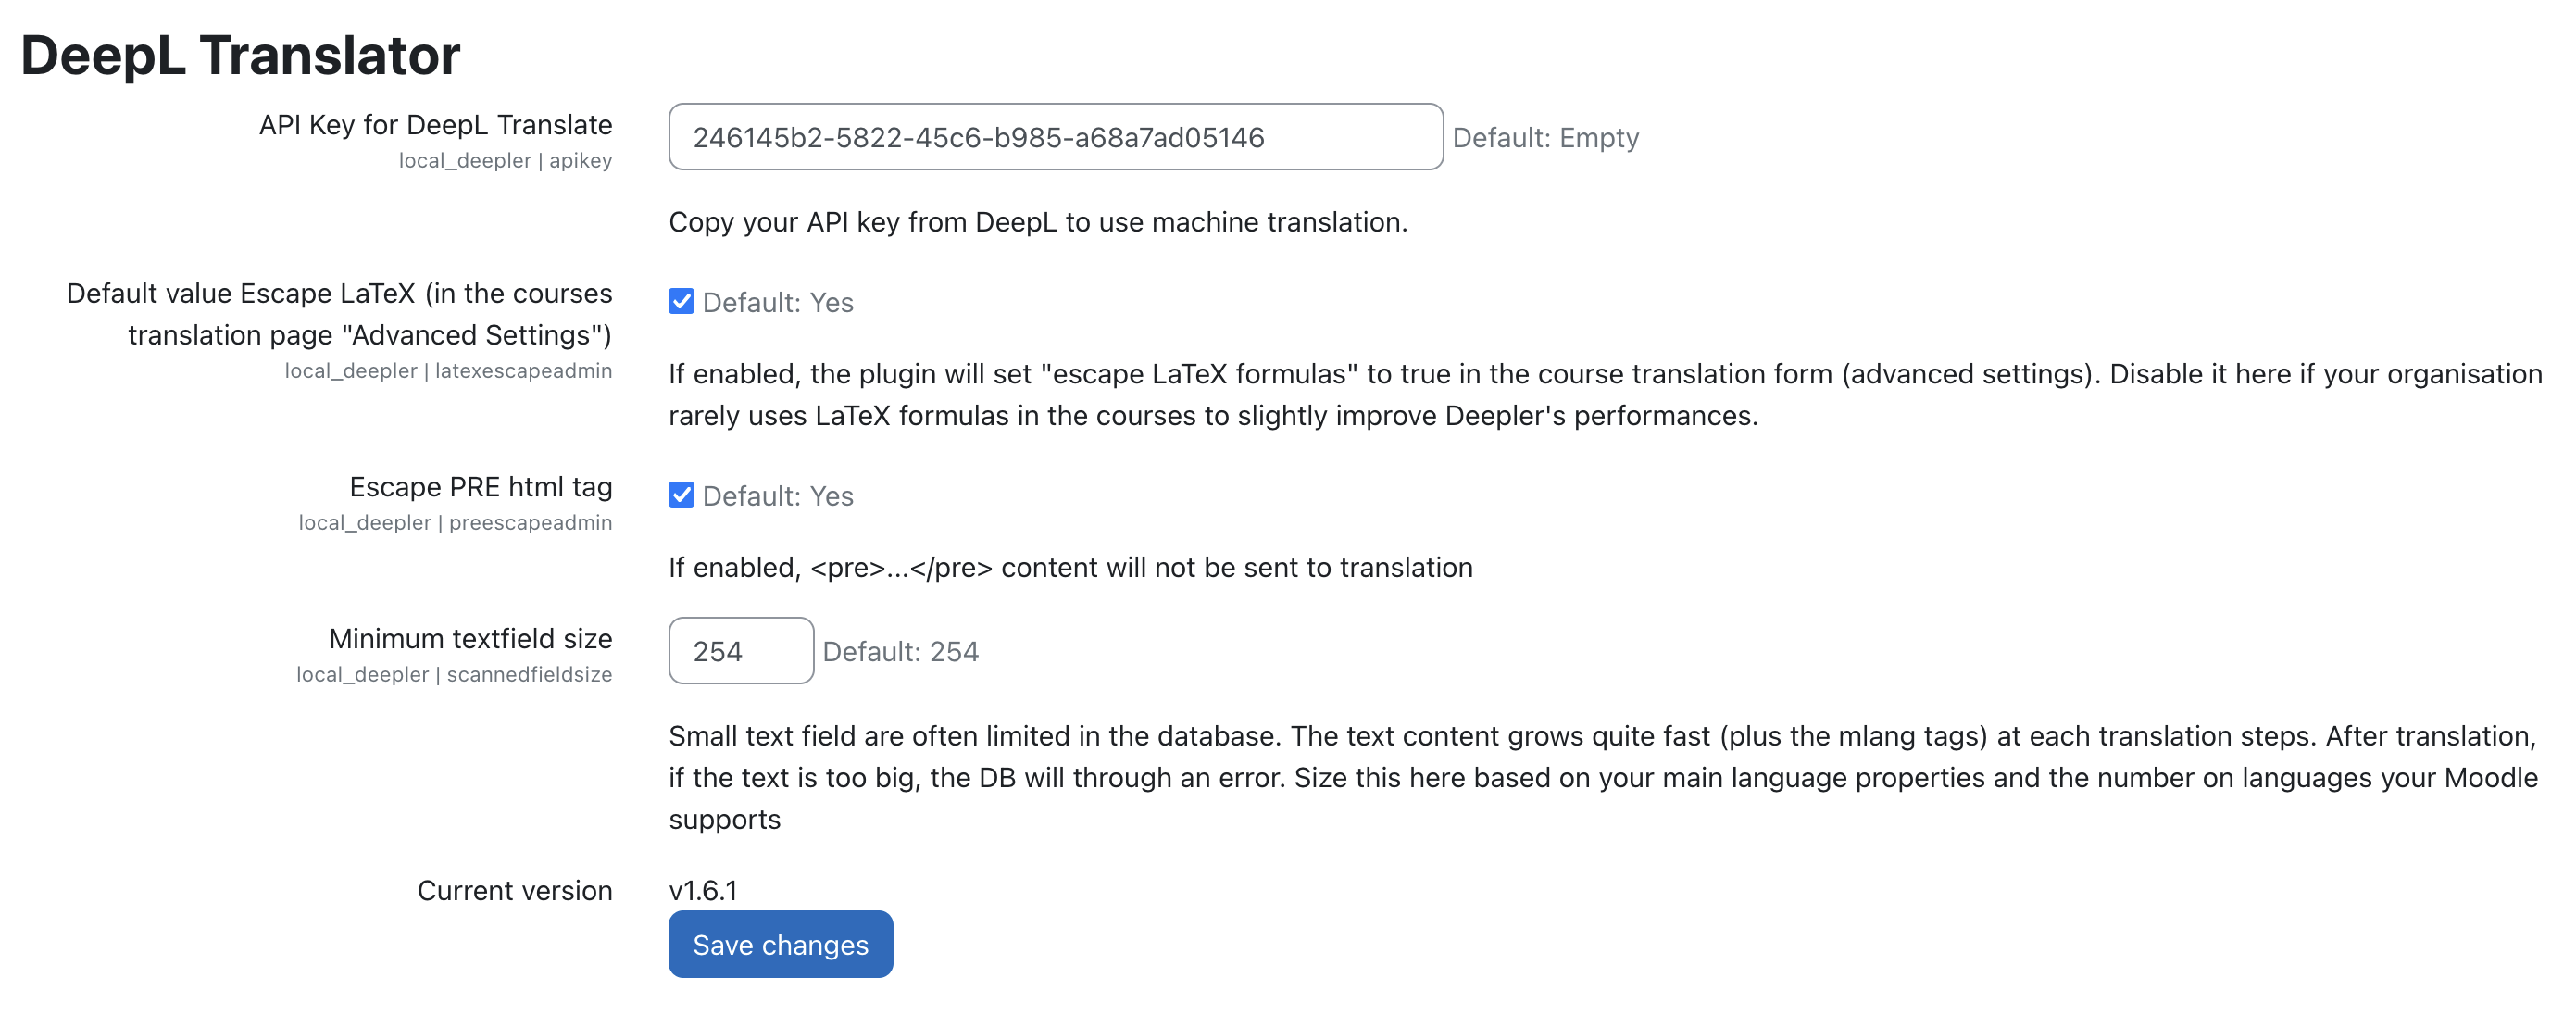 DeepL Translator
API Key for DeepL Translate
local_deepler | apikey
246145b2-5822-45c6-b985-a68a7ad05146 Default: Empty
Copy your API key from DeepL to use machine translation.
Default value Escape LaTeX (in the courses
translation page "Advanced Settings")
local_deepler | latexescapeadmin
Default: Yes
If enabled, the plugin will set "escape LaTeX formulas" to true in the course translation form (advanced settings). Disable it here if your organisation
rarely uses LaTeX formulas in the courses to slightly improve Deepler's performances.
Escape PRE html tag
local_deepler | preescapeadmin
Default: Yes
If enabled, <pre>...</pre> content will not be sent to translation
Minimum textfield size
local_deepler | scannedfieldsize
254 Default: 254
Small text field are often limited in the database. The text content grows quite fast (plus the mlang tags) at each translation steps. After translation,
if the text is too big, the DB will through an error. Size this here based on your main language properties and the number on languages your Moodle
supports
Current version
v1.6.1
Save changes